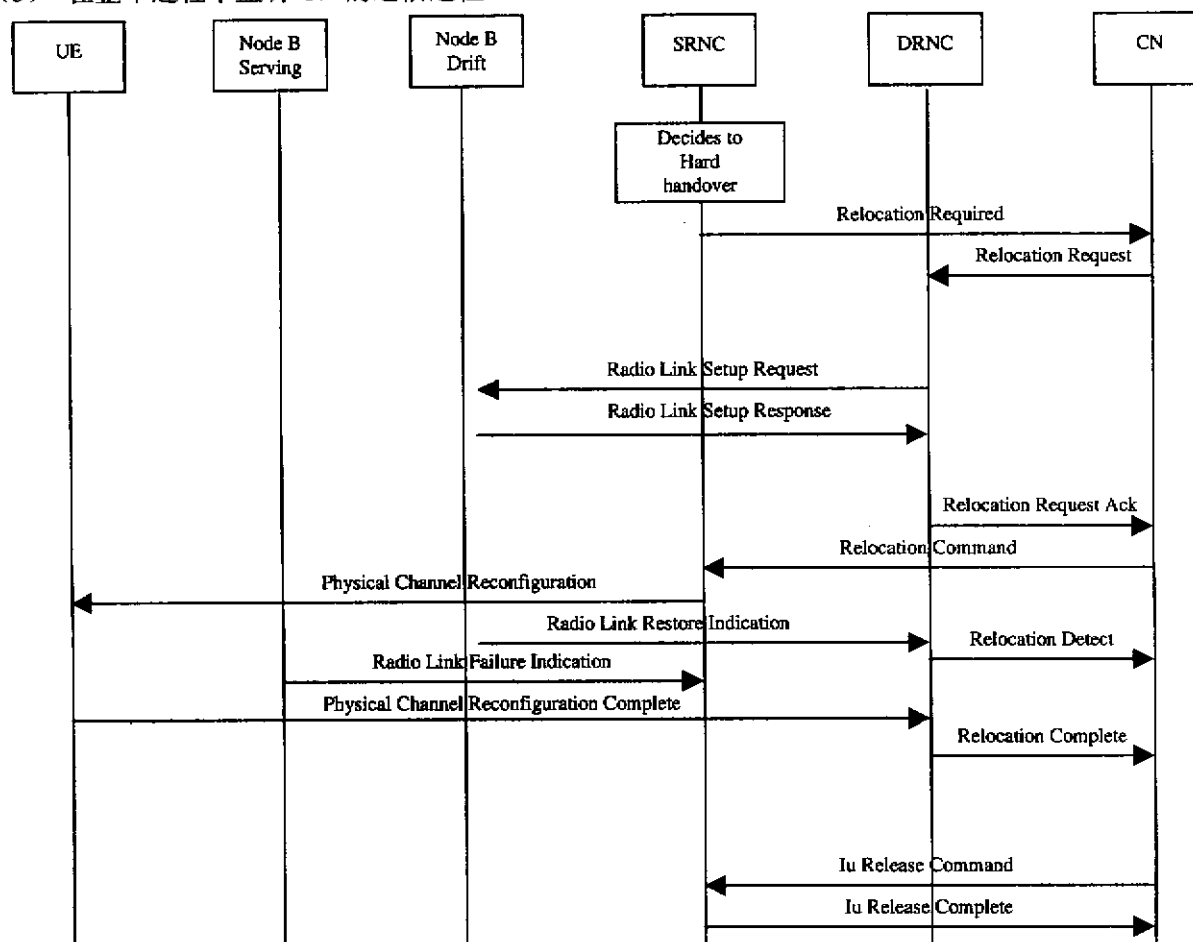 UE
Node B
Serving
Node B
Drift
SRNC
DRNC
CN
Decides to
Hard
handover
Relocation Required
Relocation Request
Radio Link Setup Request
Radio Link Setup Response
Relocation Request Ack
Relocation Command
Physical Channel Reconfiguration
Radio Link Restore Indication
Relocation Detect
Radio Link Failure Indication
Physical Channel Reconfiguration Complete
Relocation Complete
Iu Release Command
Iu Release Complete